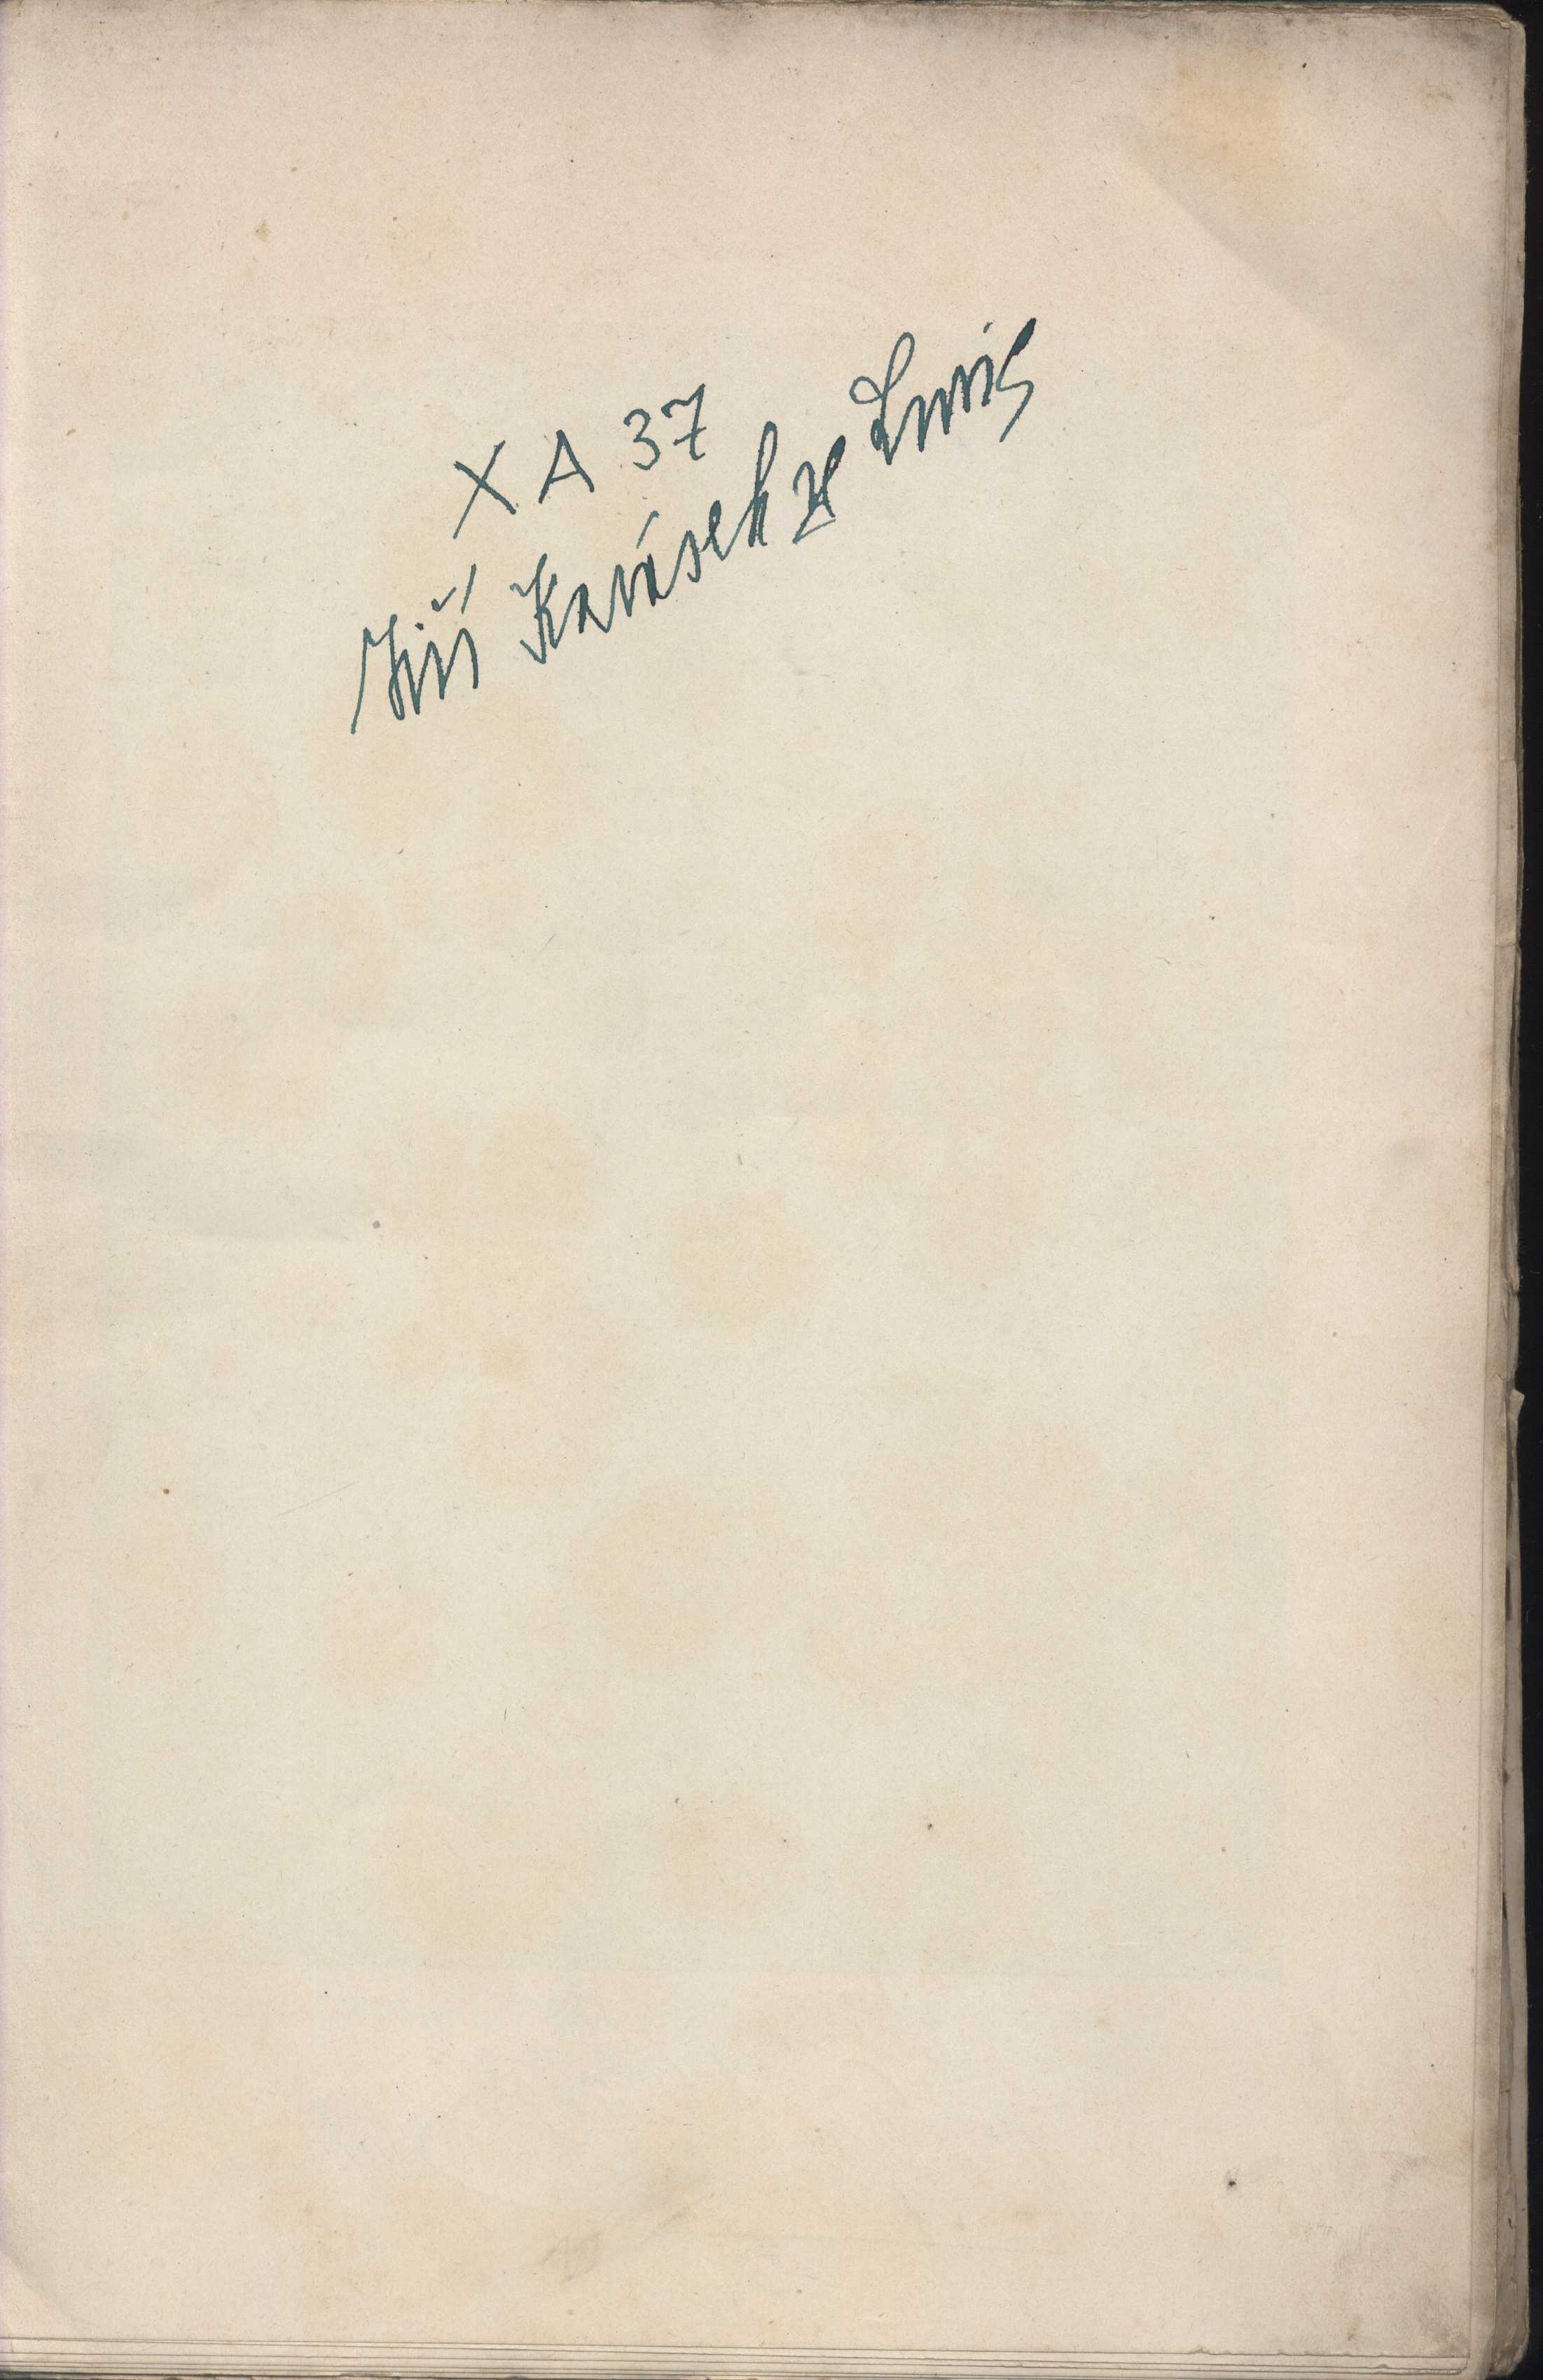 X A 37
Jiří Karásek ze Lvovic